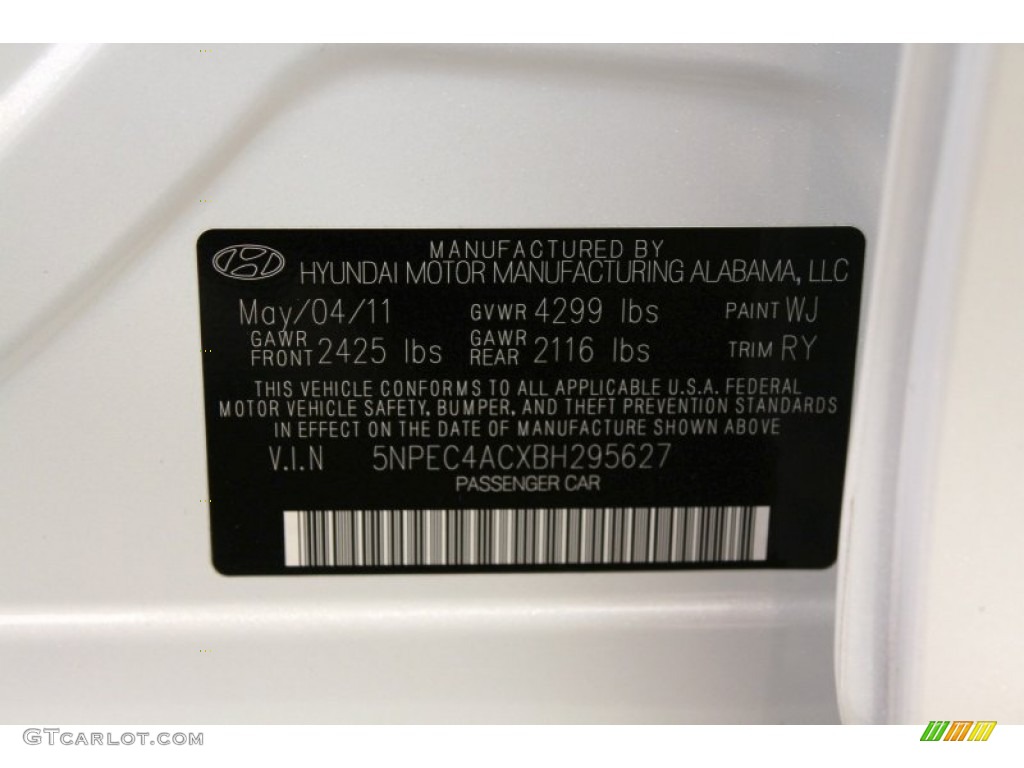 MANUFACTURED BY
HYUNDAI MOTOR MANUFACTURING ALABAMA, LLC
May/04/11 GVWR 4299 lbs PAINT WJ
GAWR FRONT 2425 lbs GAWR REAR 2116 lbs TRIM RY
THIS VEHICLE CONFORMS TO ALL APPLICABLE U.S.A. FEDERAL
MOTOR VEHICLE SAFETY, BUMPER, AND THEFT PREVENTION STANDARDS
IN EFFECT ON THE DATE OF MANUFACTURE SHOWN ABOVE
V.I.N 5NPEC4ACXBH295627
PASSENGER CAR
GTCARLOT.COM